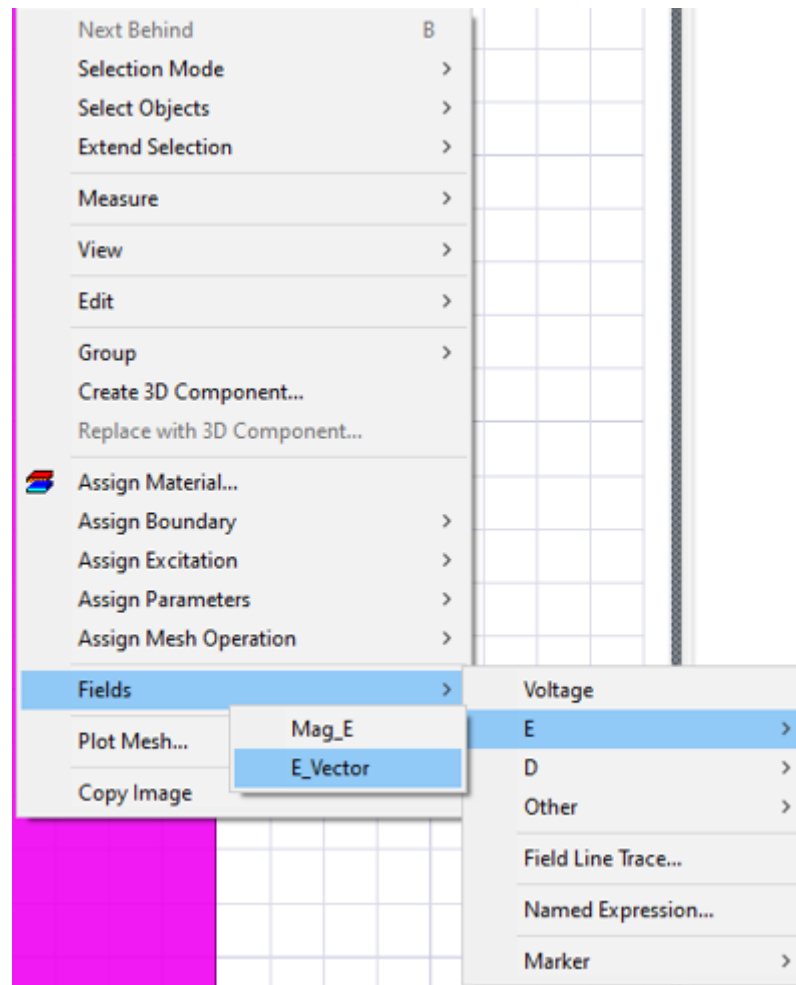 Next Behind B
Selection Mode
Select Objects
Extend Selection
Measure
View
Edit
Group
Create 3D Component...
Replace with 3D Component...
Assign Material...
Assign Boundary
Assign Excitation
Assign Parameters
Assign Mesh Operation
Fields
Plot Mesh...
Copy Image
Voltage
E
D
Other
Field Line Trace...
Named Expression...
Marker
Mag_E
E_Vector